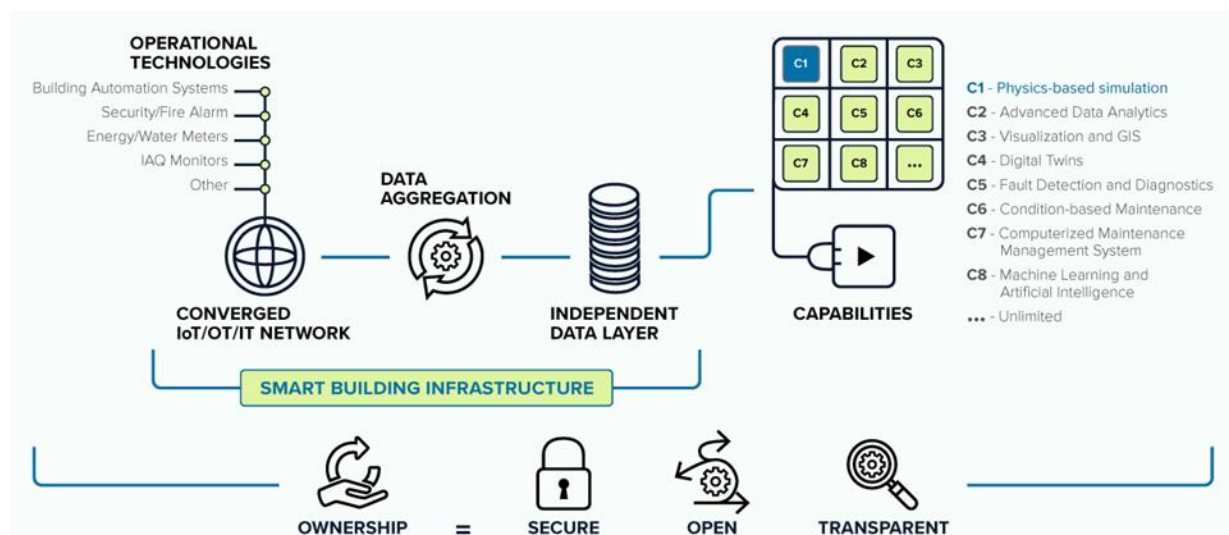 OPERATIONAL
TECHNOLOGIES
Building Automation Systems
Security/Fire Alarm
Energy/Water Meters
IAQ Monitors
Other
CONVERGED
IoT/OT/IT NETWORK
DATA
AGGREGATION
INDEPENDENT
DATA LAYER
C1 C2 C3
C4 C5 C6
C7 C8 ...
CAPABILITIES
C1 - Physics-based simulation
C2 - Advanced Data Analytics
C3 - Visualization and GIS
C4 - Digital Twins
C5 - Fault Detection and Diagnostics
C6 - Condition-based Maintenance
C7 - Computerized Maintenance
Management System
C8 - Machine Learning and
Artificial Intelligence
... - Unlimited
SMART BUILDING INFRASTRUCTURE
OWNERSHIP = SECURE OPEN TRANSPARENT